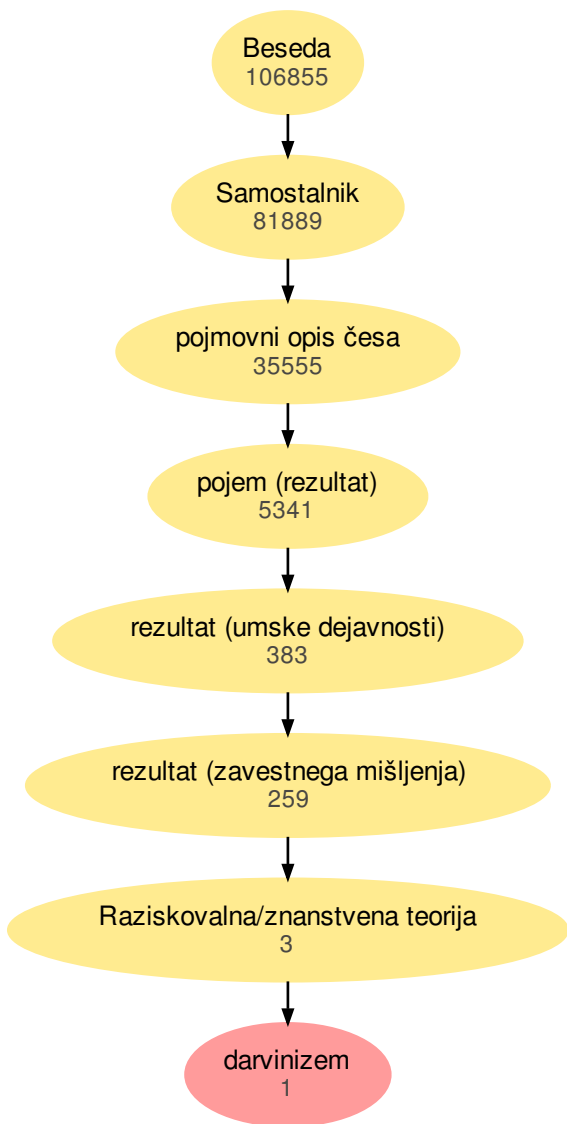 Beseda
106855
Samostalnik
81889
pojmovni opis česa
35555
pojem (rezultat)
5341
rezultat (umske dejavnosti)
383
rezultat (zavestnega mišljenja)
259
Raziskovalna/znanstvena teorija
3
darvinizem
1